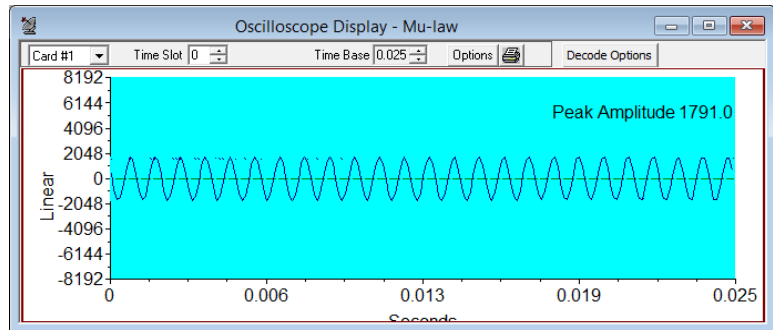 Oscilloscope Display - Mu-law
Card #1 Time Slot 0 Time Base 0.025 Options Decode Options
8192
6144
Peak Amplitude 1791.0
4096
2048
0
-2048
-4096
-6144
-8192
Linear
0 0.006 0.013 0.019 0.025
Seconds